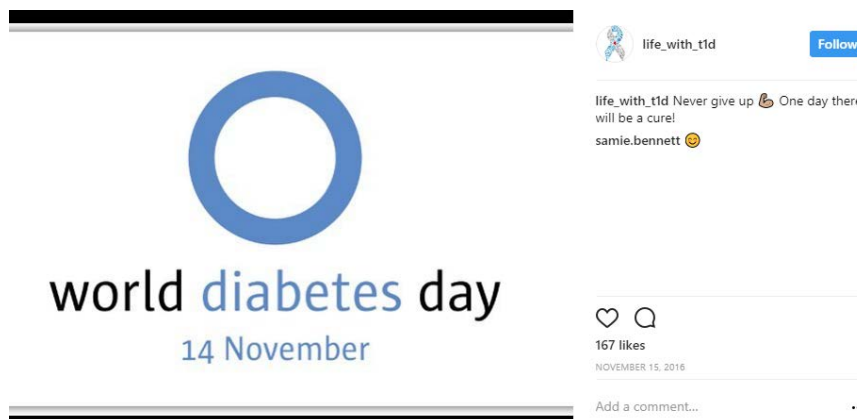 world diabetes day
14 November
life_with_t1d
Follow
life_with_t1d Never give up 💪🏽 One day there
will be a cure!
samie.bennett 😊
167 likes
NOVEMBER 15, 2016
Add a comment...